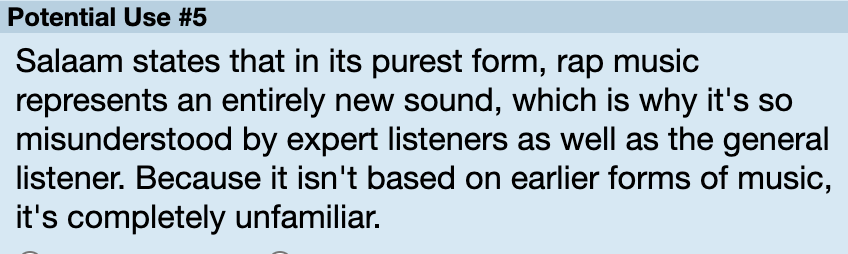 Potential Use #5
Salaam states that in its purest form, rap music
represents an entirely new sound, which is why it's so
misunderstood by expert listeners as well as the general
listener. Because it isn't based on earlier forms of music,
it's completely unfamiliar.